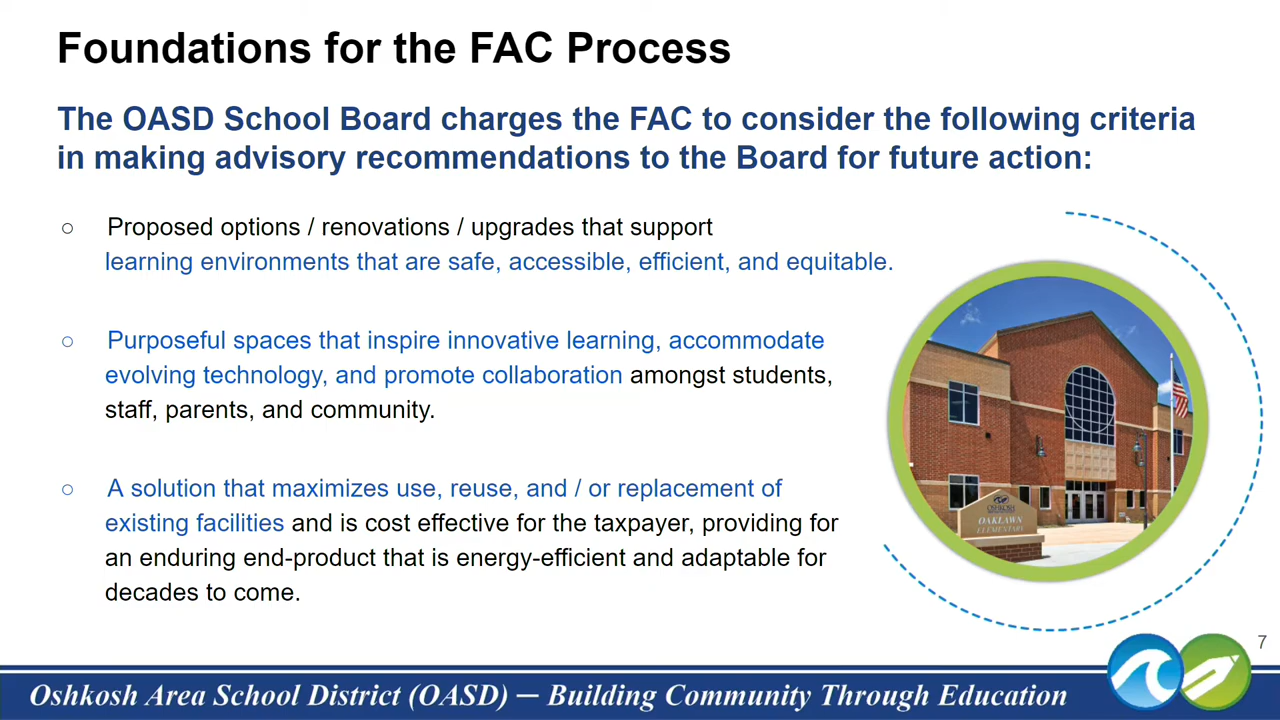 Foundations for the FAC Process
The OASD School Board charges the FAC to consider the following criteria
in making advisory recommendations to the Board for future action:
○ Proposed options / renovations / upgrades that support
learning environments that are safe, accessible, efficient, and equitable.
○ Purposeful spaces that inspire innovative learning, accommodate
evolving technology, and promote collaboration amongst students,
staff, parents, and community.
○ A solution that maximizes use, reuse, and / or replacement of
existing facilities and is cost effective for the taxpayer, providing for
an enduring end-product that is energy-efficient and adaptable for
decades to come.
OAKLAWN
ELEMENTARY
7
Oshkosh Area School District (OASD) — Building Community Through Education